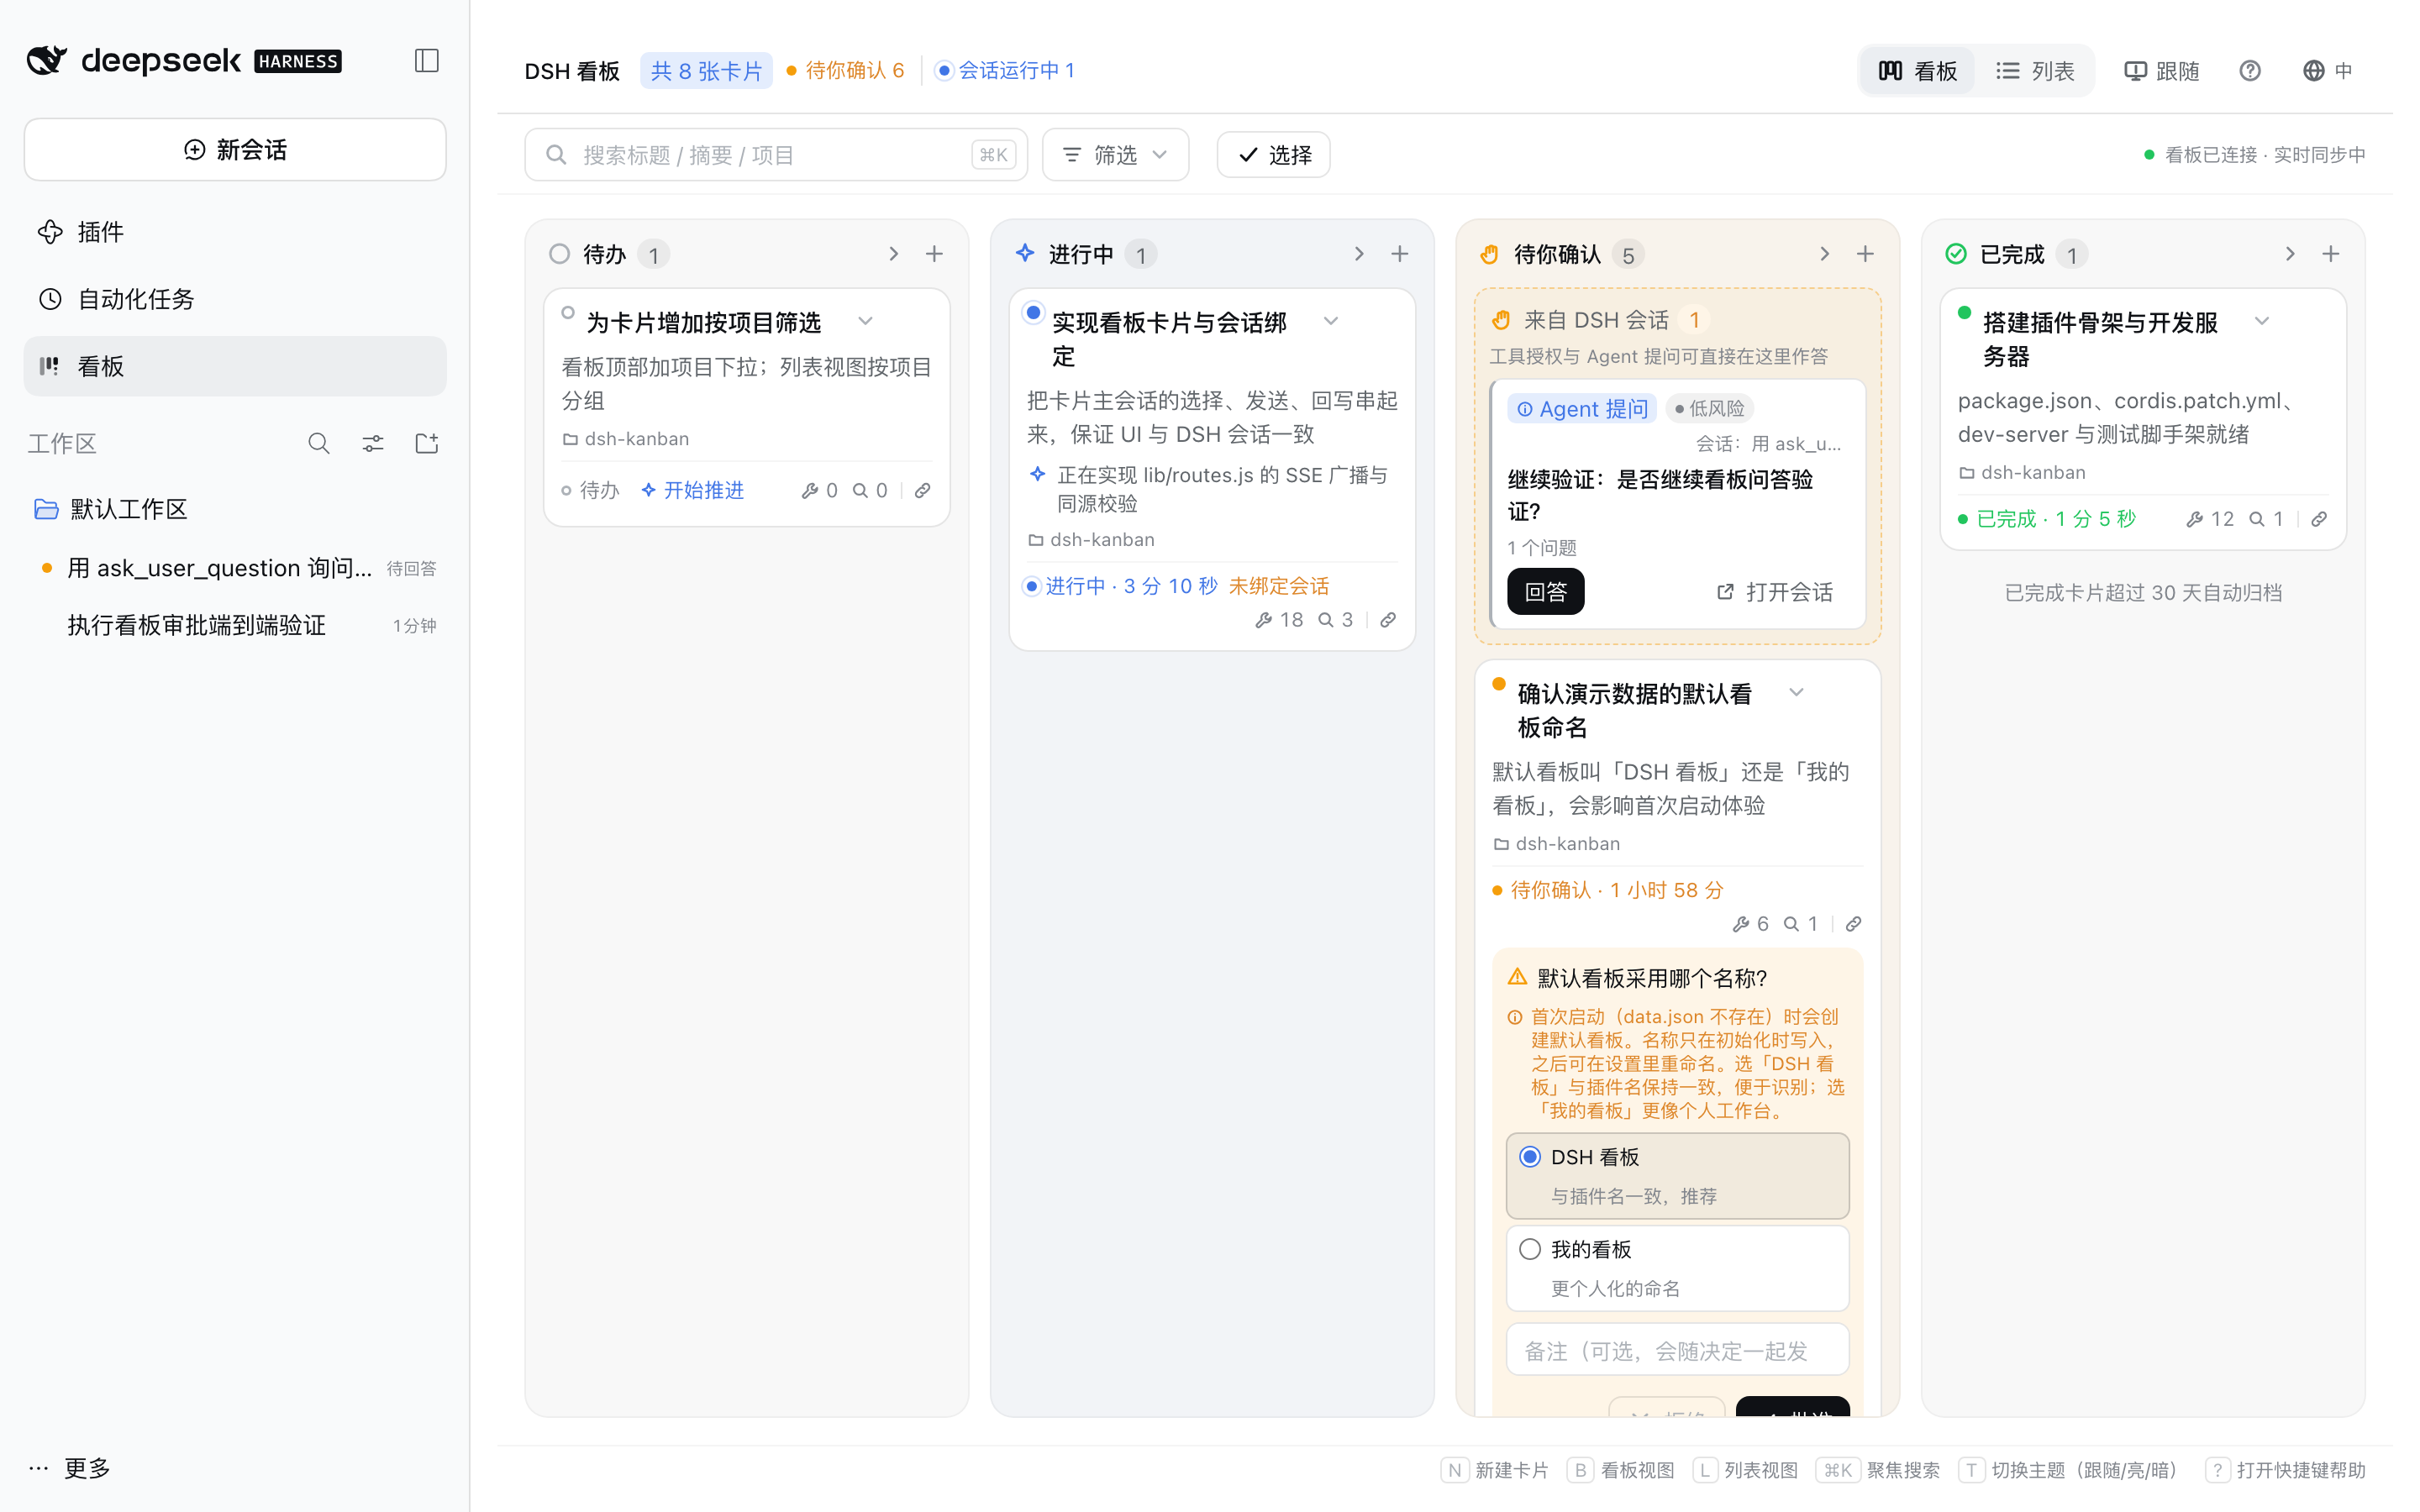 deepseek HARNESS
新会话
插件
自动化任务
看板
工作区
默认工作区
用 ask_user_question 询问... 待回答
执行看板审批端到端验证 1分钟
更多
DSH 看板 共 8 张卡片 待你确认 6 会话运行中 1
看板 列表 跟随 中
搜索标题 / 摘要 / 项目 ⌘K 筛选 选择
看板已连接 · 实时同步中
待办 1
为卡片增加按项目筛选
看板顶部加项目下拉；列表视图按项目
分组
dsh-kanban
待办 开始推进 0 0
进行中 1
实现看板卡片与会话绑
定
把卡片主会话的选择、发送、回写串起
来，保证 UI 与 DSH 会话一致
正在实现 lib/routes.js 的 SSE 广播与
同源校验
dsh-kanban
进行中 · 3 分 10 秒 未绑定会话
18 3
待你确认 5
来自 DSH 会话 1
工具授权与 Agent 提问可直接在这里作答
Agent 提问 低风险
会话：用 ask_u...
继续验证：是否继续看板问答验
证？
1 个问题
回答 打开会话
确认演示数据的默认看
板命名
默认看板叫「DSH 看板」还是「我的
看板」，会影响首次启动体验
dsh-kanban
待你确认 · 1 小时 58 分
6 1
默认看板采用哪个名称？
首次启动（data.json 不存在）时会创
建默认看板。名称只在初始化时写入，
之后可在设置里重命名。选「DSH 看
板」与插件名保持一致，便于识别；选
「我的看板」更像个人工作台。
DSH 看板
与插件名一致，推荐
我的看板
更个人化的命名
备注（可选，会随决定一起发
已完成 1
搭建插件骨架与开发服
务器
package.json、cordis.patch.yml、
dev-server 与测试脚手架就绪
dsh-kanban
已完成 · 1 分 5 秒 12 1
已完成卡片超过 30 天自动归档
N 新建卡片 B 看板视图 L 列表视图 ⌘K 聚焦搜索 T 切换主题（跟随/亮/暗） ? 打开快捷键帮助